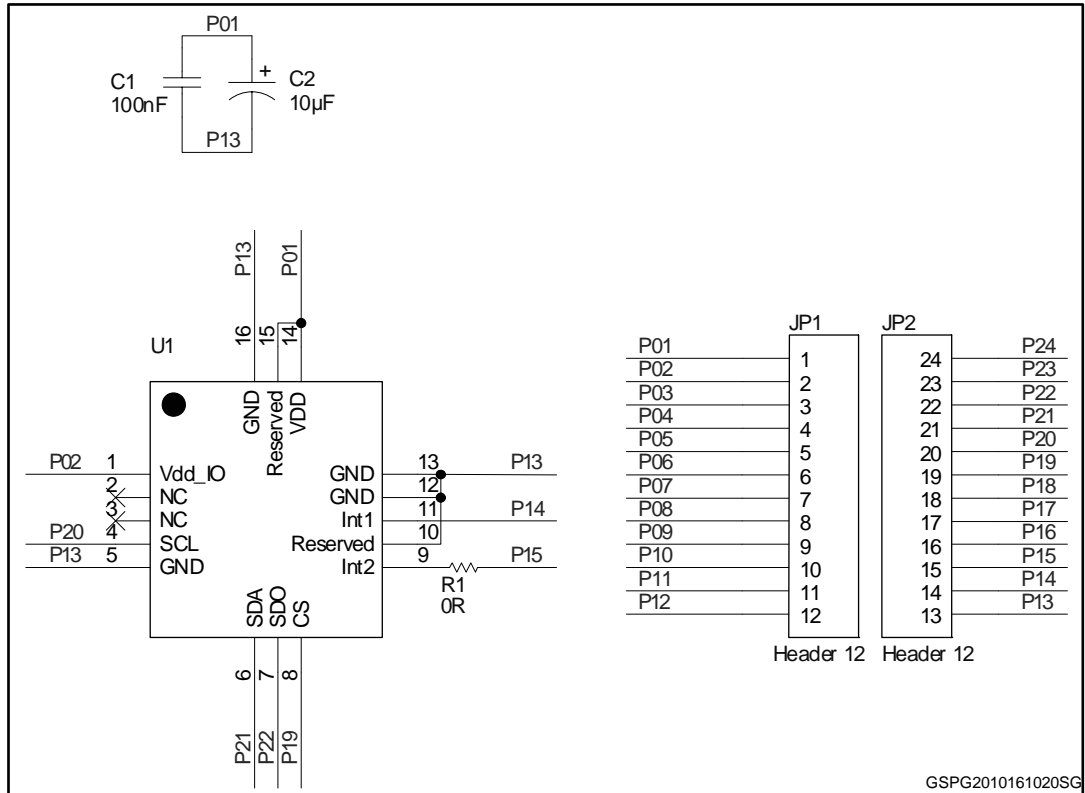 P01
C1
100nF
+
C2
10µF
P13
P13
P01
16
15
14
U1
GND
Reserved
VDD
P02 1 Vdd_IO
2 NC
3 NC
P20 4 SCL
P13 5 GND
GND 13 P13
GND 12
Int1 11 P14
Reserved 10
Int2 9 P15
R1
0R
SDA
SDO
CS
6
7
8
P21
P22
P19
JP1
P01 1
P02 2
P03 3
P04 4
P05 5
P06 6
P07 7
P08 8
P09 9
P10 10
P11 11
P12 12
Header 12
JP2
24 P24
23 P23
22 P22
21 P21
20 P20
19 P19
18 P18
17 P17
16 P16
15 P15
14 P14
13 P13
Header 12
GSPG2010161020SG